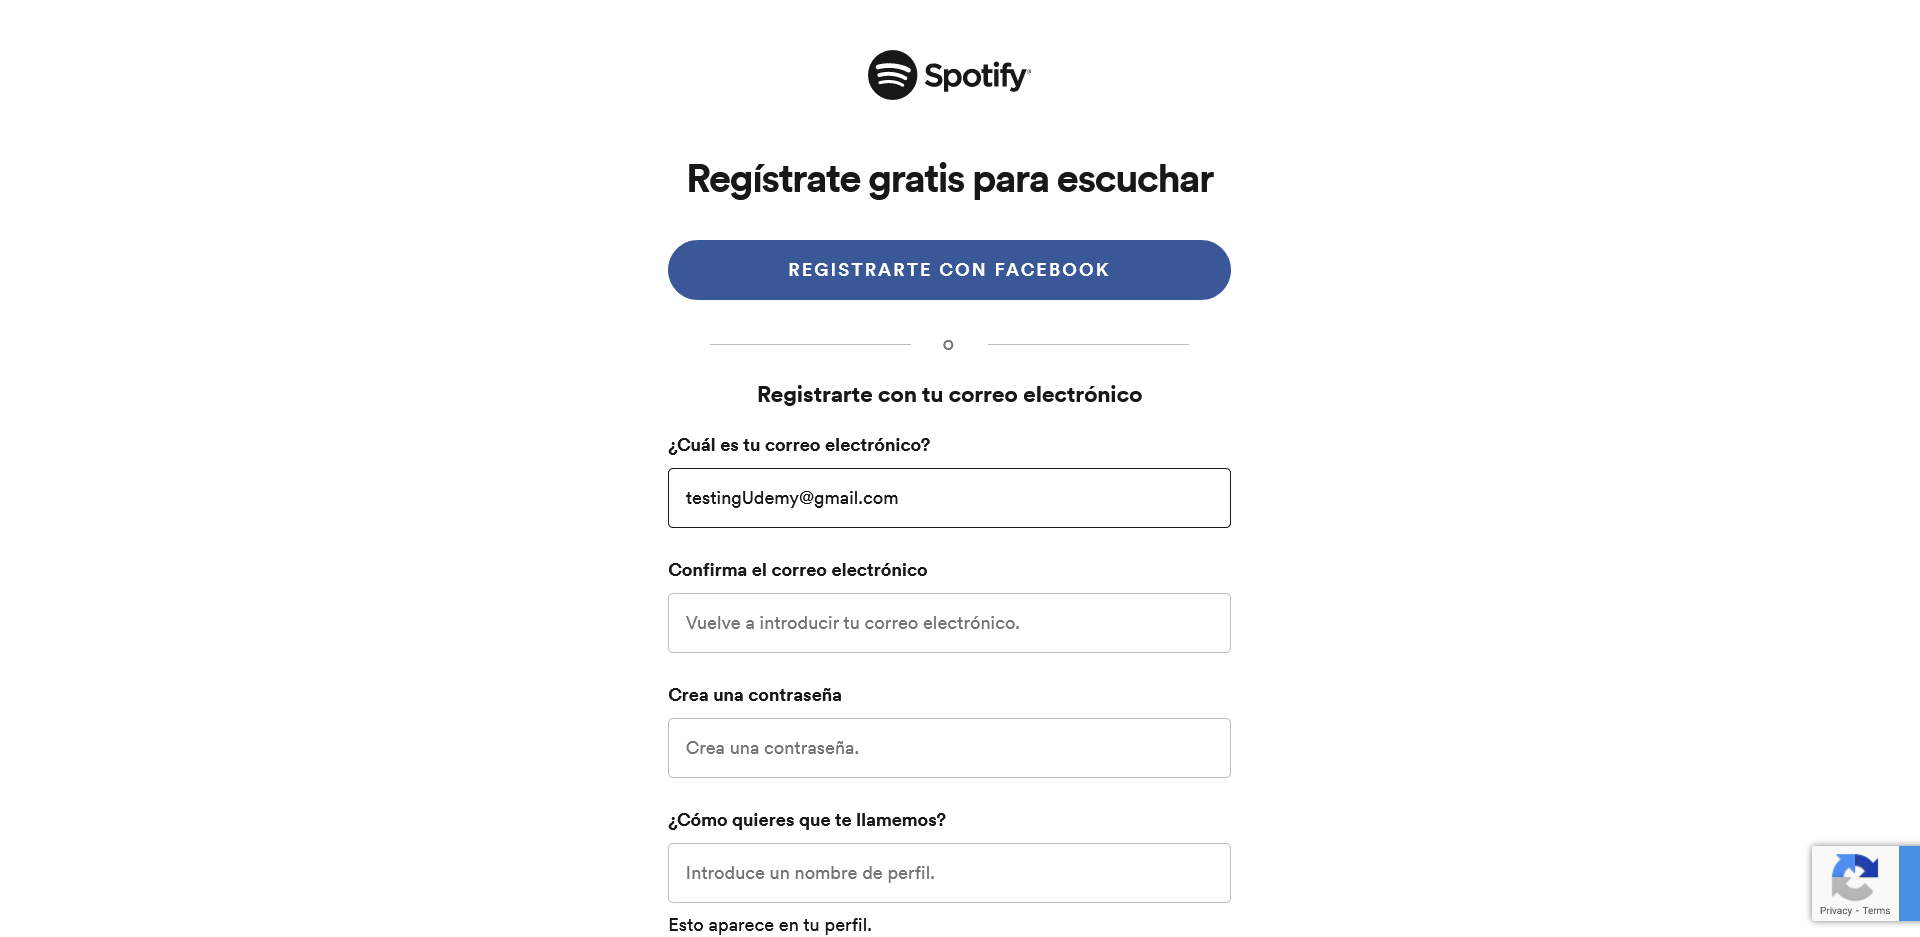 Spotify®
Regístrate gratis para escuchar
REGISTRARTE CON FACEBOOK
o
Registrarte con tu correo electrónico
¿Cuál es tu correo electrónico?
testingUdemy@gmail.com
Confirma el correo electrónico
Vuelve a introducir tu correo electrónico.
Crea una contraseña
Crea una contraseña.
¿Cómo quieres que te llamemos?
Introduce un nombre de perfil.
Esto aparece en tu perfil.
Privacy - Terms